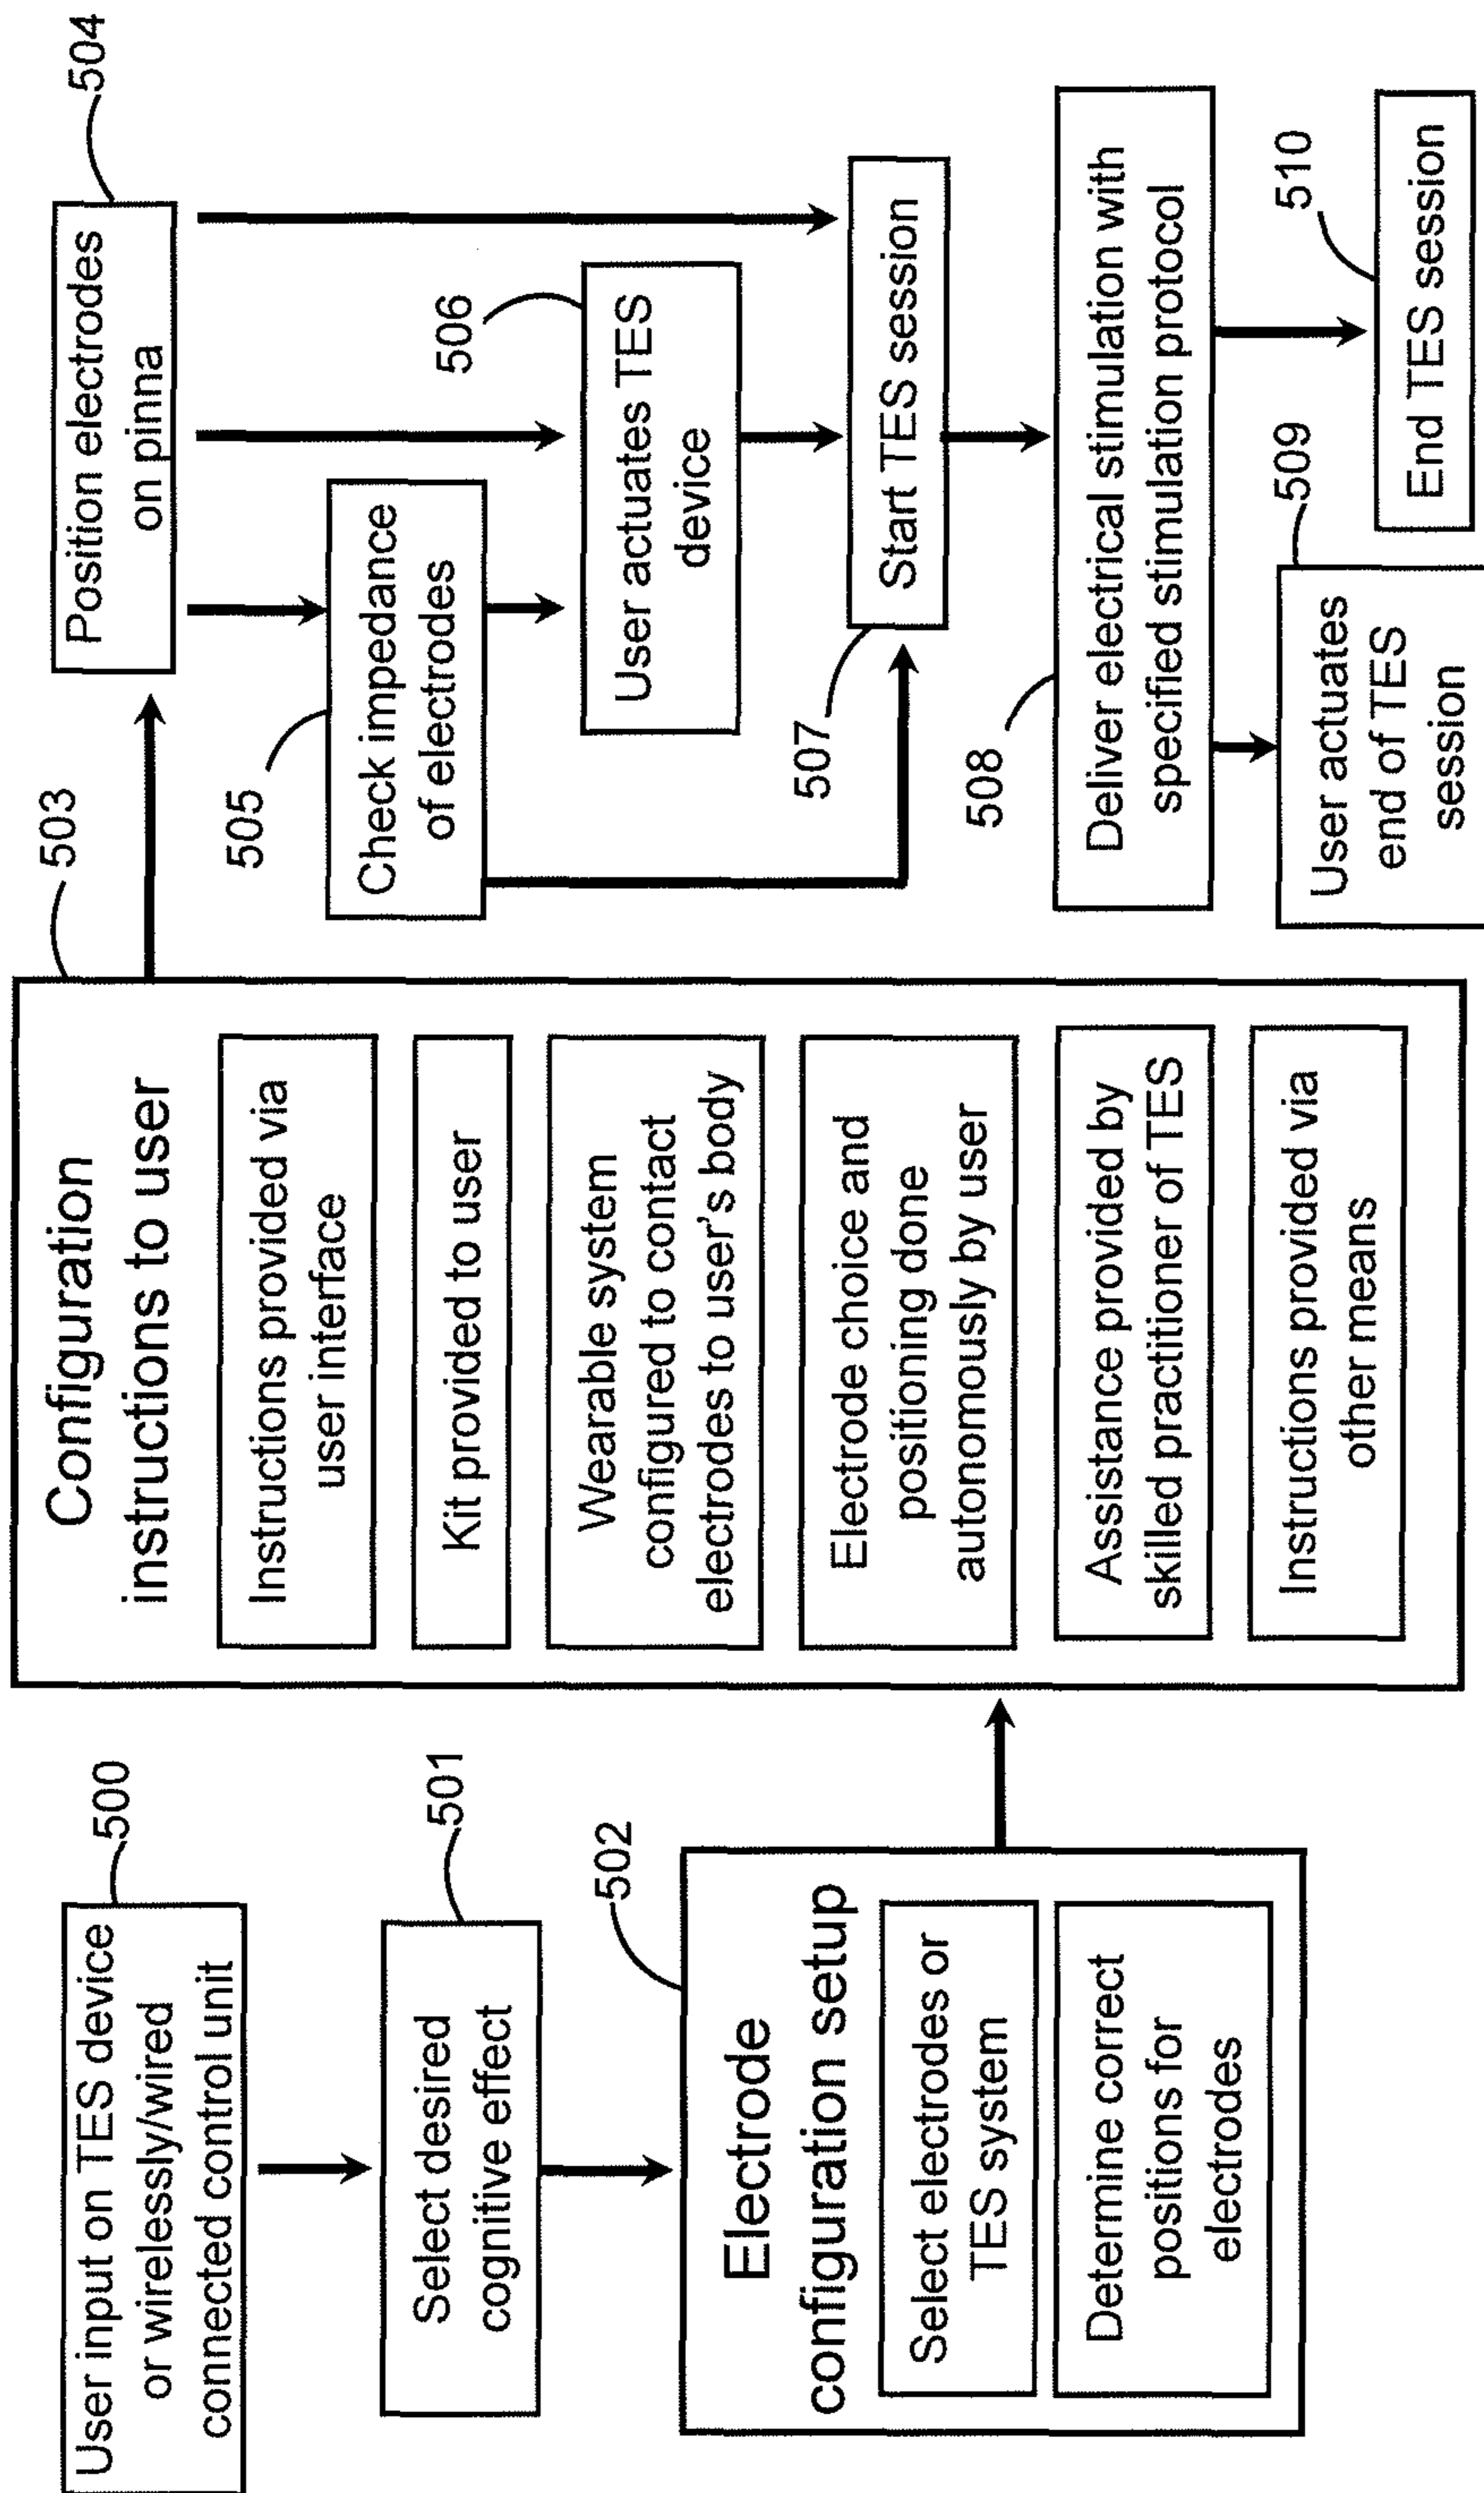 500
User input on TES device
or wirelessly/wired
connected control unit
501
Select desired
cognitive effect
502
Electrode
configuration setup
Select electrodes or
TES system
Determine correct
positions for
electrodes
503
Configuration
instructions to user
Instructions provided via
user interface
Kit provided to user
Wearable system
configured to contact
electrodes to user's body
Electrode choice and
positioning done
autonomously by user
Assistance provided by
skilled practitioner of TES
Instructions provided via
other means
504
Position electrodes
on pinna
505
Check impedance
of electrodes
506
User actuates TES
device
507
Start TES session
508
Deliver electrical stimulation with
specified stimulation protocol
509
User actuates
end of TES
session
510
End TES session